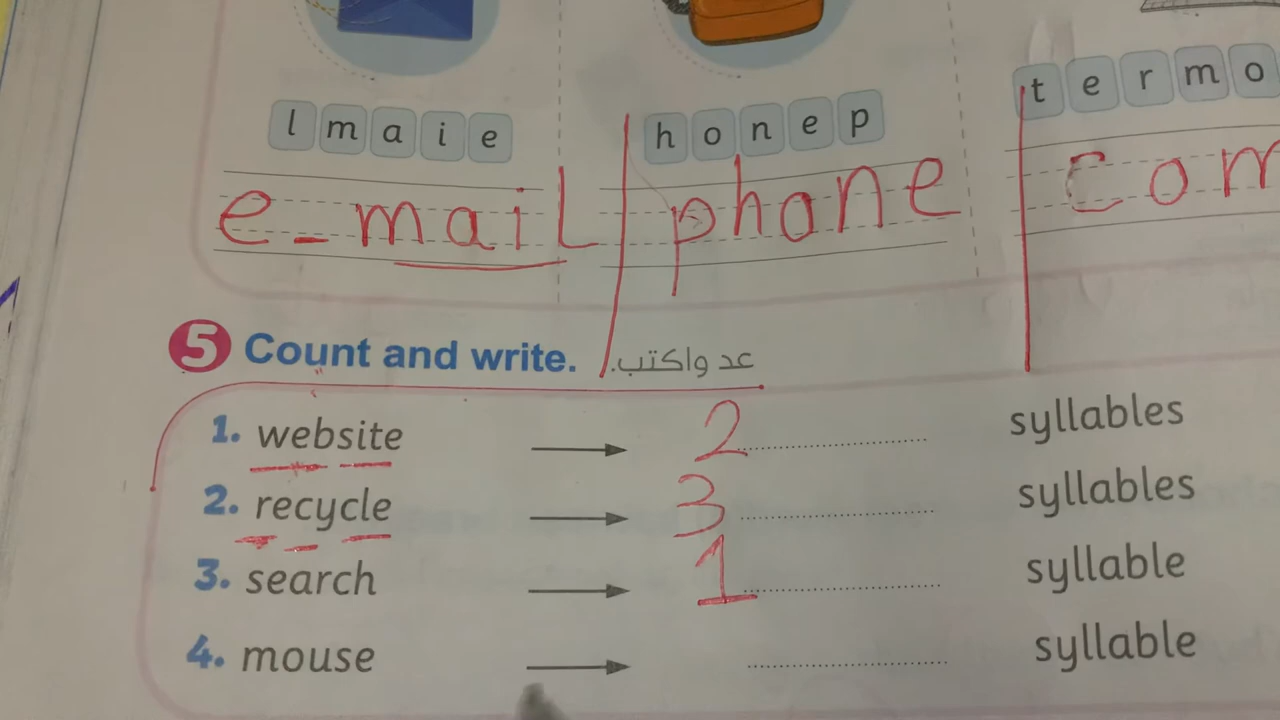 l m a i e
h o n e p
t e r m o
e-mail
phone
com
5 Count and write. عد واكتب.
1. website → 2 syllables
2. recycle → 3 syllables
3. search → 1 syllable
4. mouse → syllable